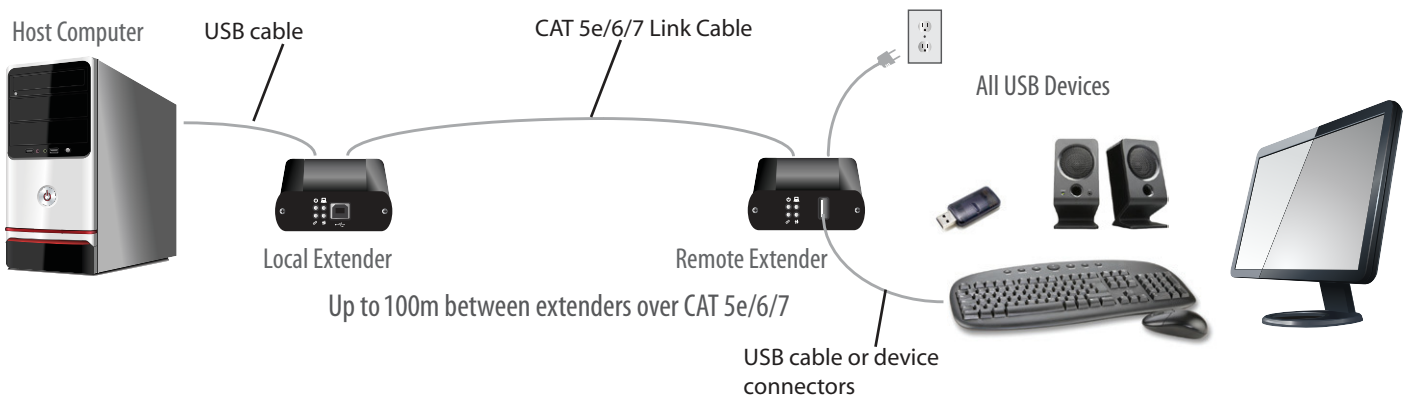 Host Computer
USB cable
CAT 5e/6/7 Link Cable
All USB Devices
Local Extender
Remote Extender
Up to 100m between extenders over CAT 5e/6/7
USB cable or device
connectors